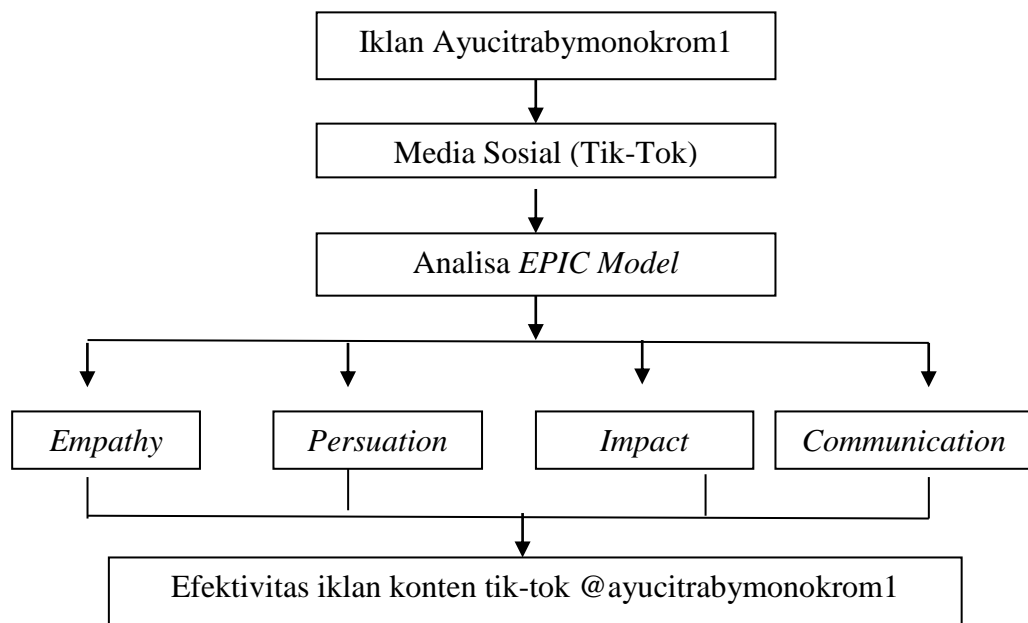 Iklan Ayucitrabymonokrom1
Media Sosial (Tik-Tok)
Analisa EPIC Model
Empathy
Persuation
Impact
Communication
Efektivitas iklan konten tik-tok @ayucitrabymonokrom1